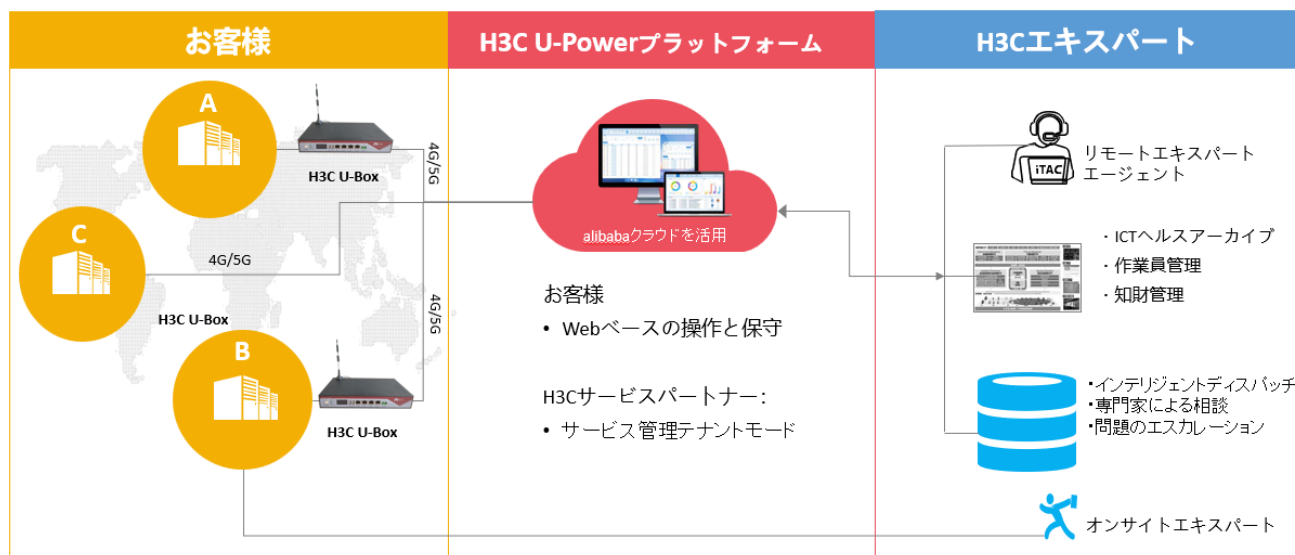 お客様
H3C U-Powerプラットフォーム
H3Cエキスパート
A
H3C U-Box
4G/5G
C
4G/5G
H3C U-Box
4G/5G
B
H3C U-Box
alibabaクラウドを活用
お客様
• Webベースの操作と保守
H3Cサービスパートナー：
• サービス管理テナントモード
iTAC
リモートエキスパート
エージェント
・ICTヘルスアーカイブ
・作業員管理
・知財管理
・インテリジェントディスパッチ
・専門家による相談
・問題のエスカレーション
オンサイトエキスパート